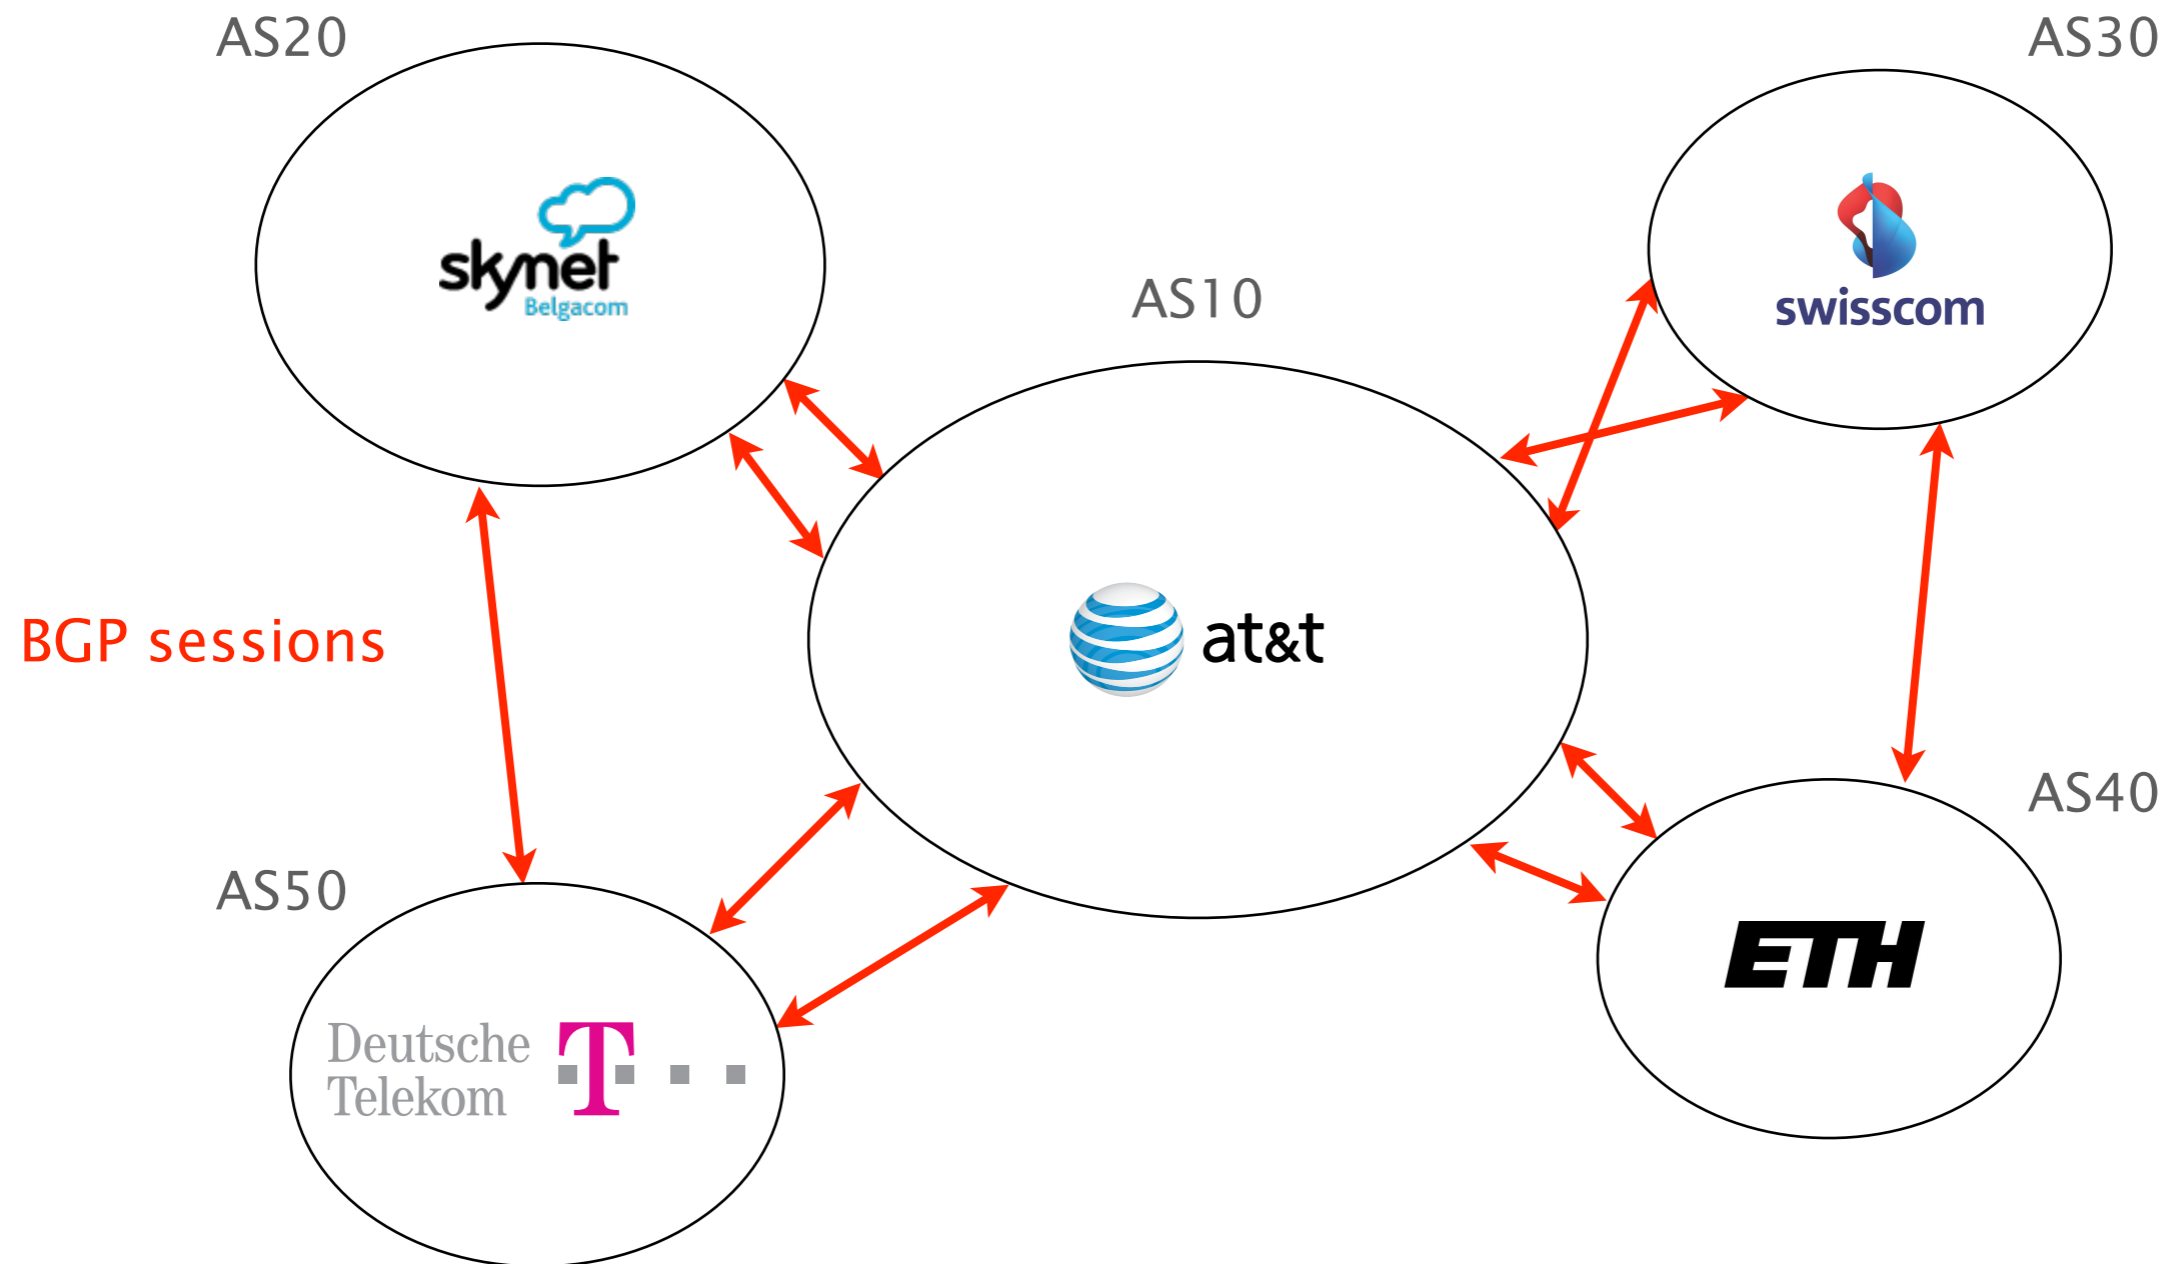 AS20
AS30
skynet
Belgacom
swisscom
AS10
BGP sessions
at&t
AS40
AS50
ETH
Deutsche
Telekom
T